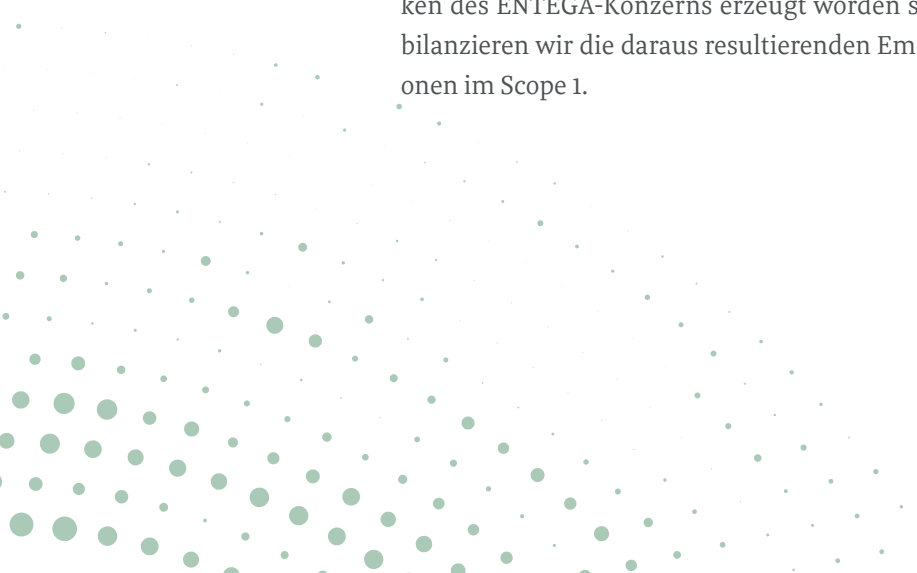 ken des ENTEGA-Konzerns erzeugt worden
bilanzieren wir die daraus resultierenden Em
onen im Scope 1.